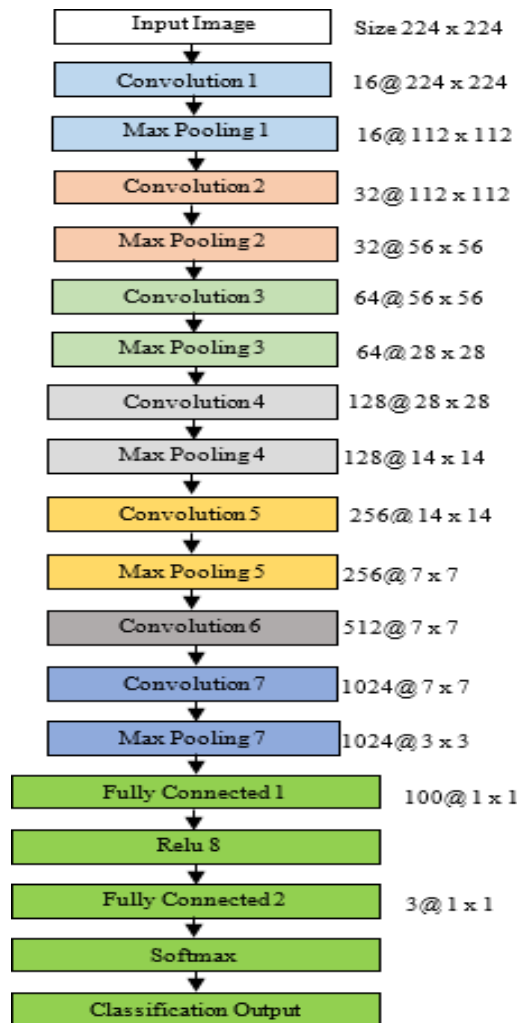 Input Image Size 224 x 224
Convolution 1 16@ 224 x 224
Max Pooling 1 16@ 112 x 112
Convolution 2 32@ 112 x 112
Max Pooling 2 32@ 56 x 56
Convolution 3 64@ 56 x 56
Max Pooling 3 64@ 28 x 28
Convolution 4 128@ 28 x 28
Max Pooling 4 128@ 14 x 14
Convolution 5 256@ 14 x 14
Max Pooling 5 256@ 7 x 7
Convolution 6 512@ 7 x 7
Convolution 7 1024@ 7 x 7
Max Pooling 7 1024@ 3 x 3
Fully Connected 1 100@ 1 x 1
Relu 8
Fully Connected 2 3@ 1 x 1
Softmax
Classification Output